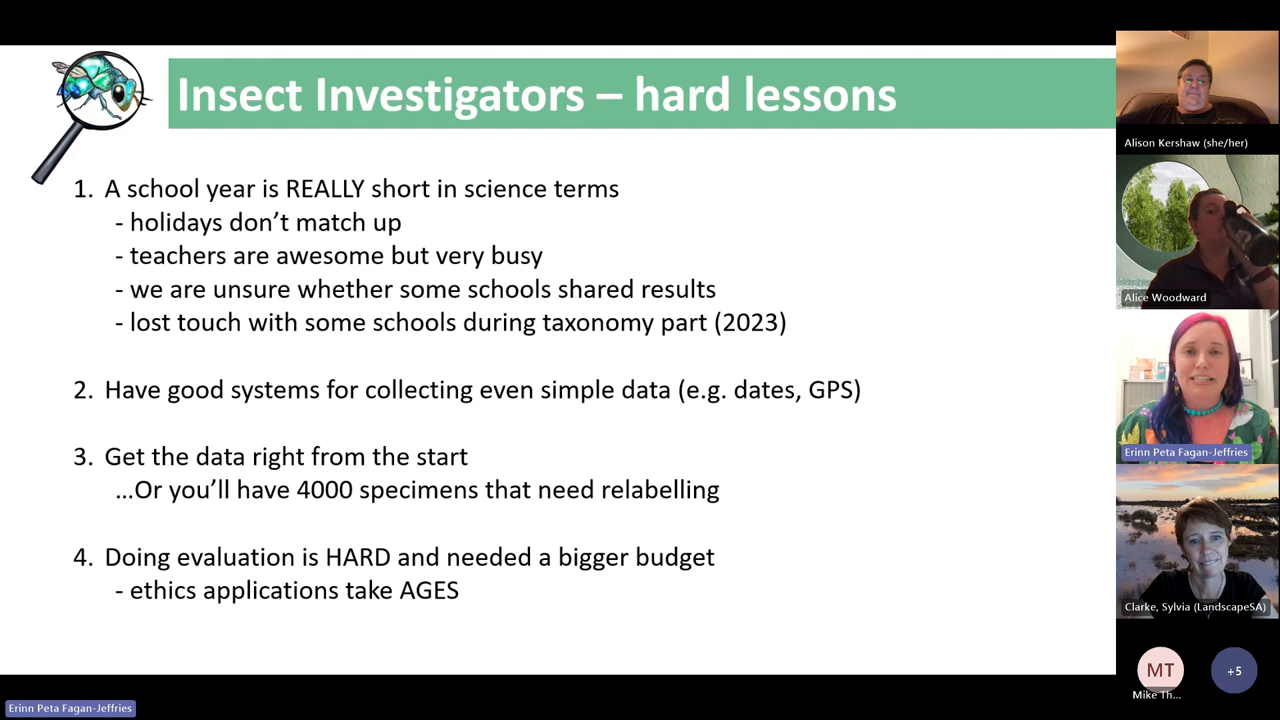 Insect Investigators – hard lessons
1. A school year is REALLY short in science terms
- holidays don’t match up
- teachers are awesome but very busy
- we are unsure whether some schools shared results
- lost touch with some schools during taxonomy part (2023)
2. Have good systems for collecting even simple data (e.g. dates, GPS)
3. Get the data right from the start
...Or you’ll have 4000 specimens that need relabelling
4. Doing evaluation is HARD and needed a bigger budget
- ethics applications take AGES
Alison Kershaw (she/her)
Alice Woodward
Erinn Peta Fagan-Jeffries
Clarke, Sylvia (LandscapeSA)
MT
Mike Th...
+5
Erinn Peta Fagan-Jeffries